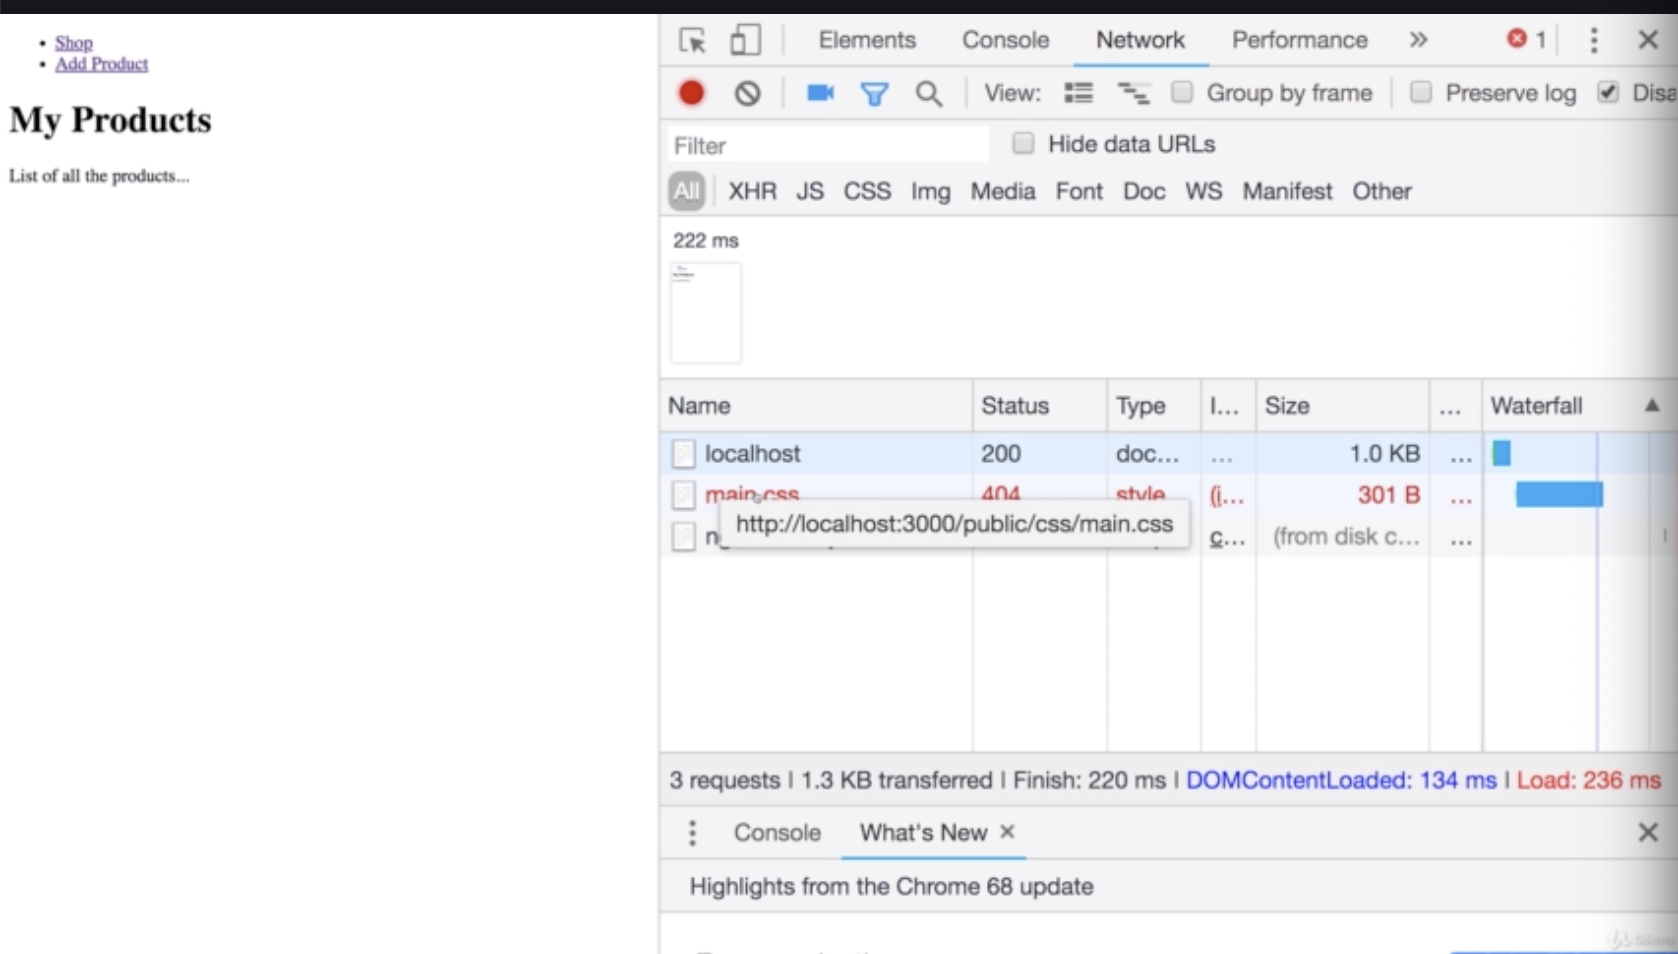 Shop
Add Product
My Products
List of all the products...
Elements Console Network Performance » 1
View: Group by frame Preserve log
Filter Hide data URLs
All XHR JS CSS Img Media Font Doc WS Manifest Other
222 ms
Name Status Type I... Size ... Waterfall
localhost 200 doc... ... 1.0 KB ...
main.css 404 style (i... 301 B ...
http://localhost:3000/public/css/main.css
c... (from disk c... ...
3 requests | 1.3 KB transferred | Finish: 220 ms | DOMContentLoaded: 134 ms | Load: 236 ms
Console What's New
Highlights from the Chrome 68 update